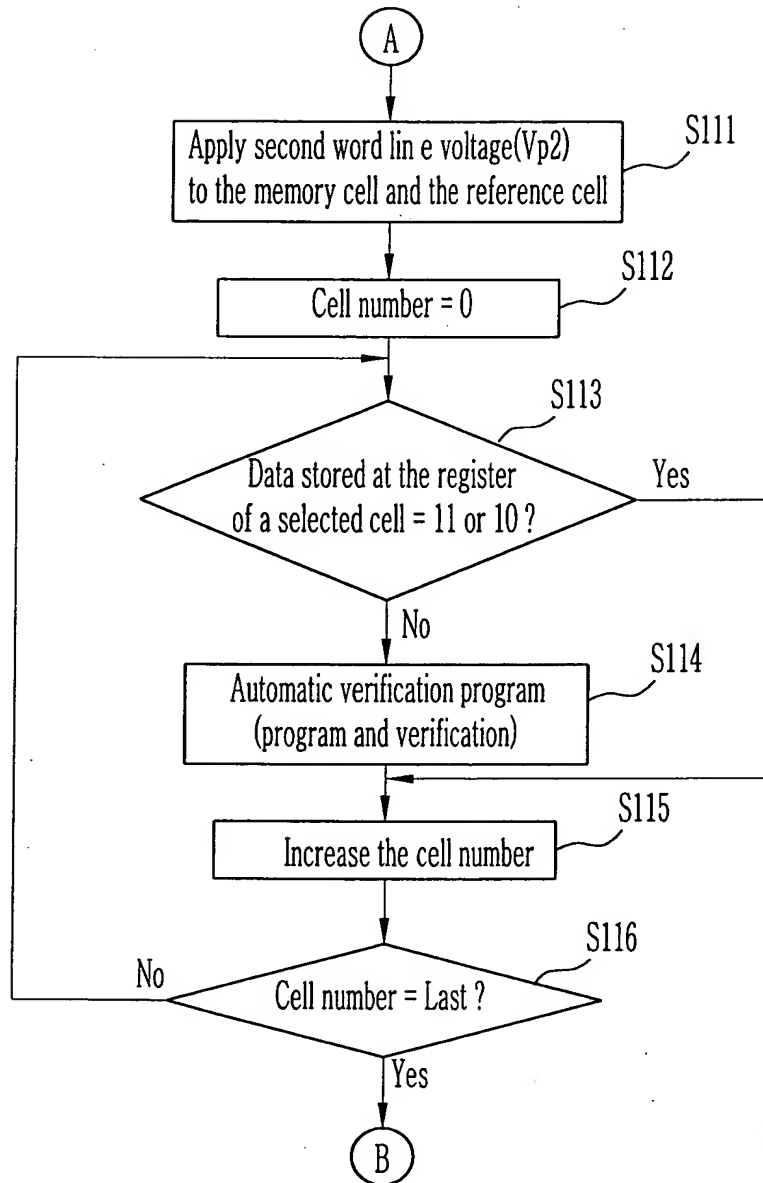 A
S111
Apply second word lin e voltage(Vp2)
to the memory cell and the reference cell
S112
Cell number = 0
S113
Data stored at the register
of a selected cell = 11 or 10 ?
Yes
No
S114
Automatic verification program
(program and verification)
S115
Increase the cell number
S116
No
Cell number = Last ?
Yes
B